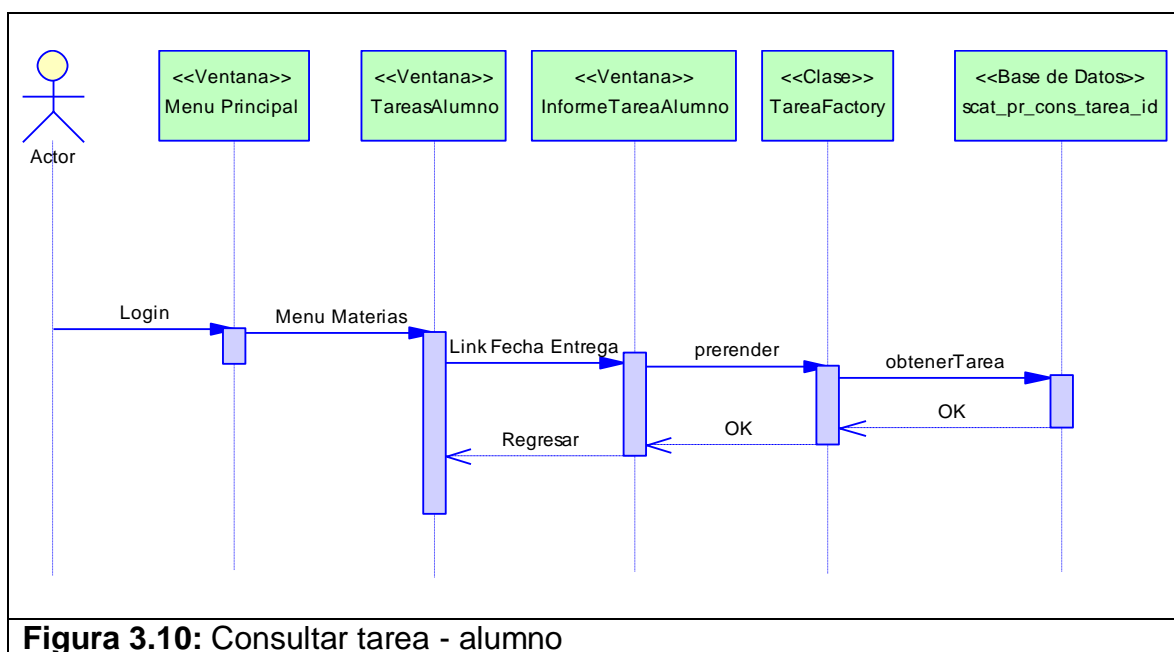 <<Ventana>>
Menu Principal
<<Ventana>>
TareasAlumno
<<Ventana>>
InformeTareaAlumno
<<Clase>>
TareaFactory
<<Base de Datos>>
scat_pr_cons_tarea_id
Actor
Login
Menu Materias
Link Fecha Entrega
prerender
obtenerTarea
OK
OK
Regresar
Figura 3.10: Consultar tarea - alumno